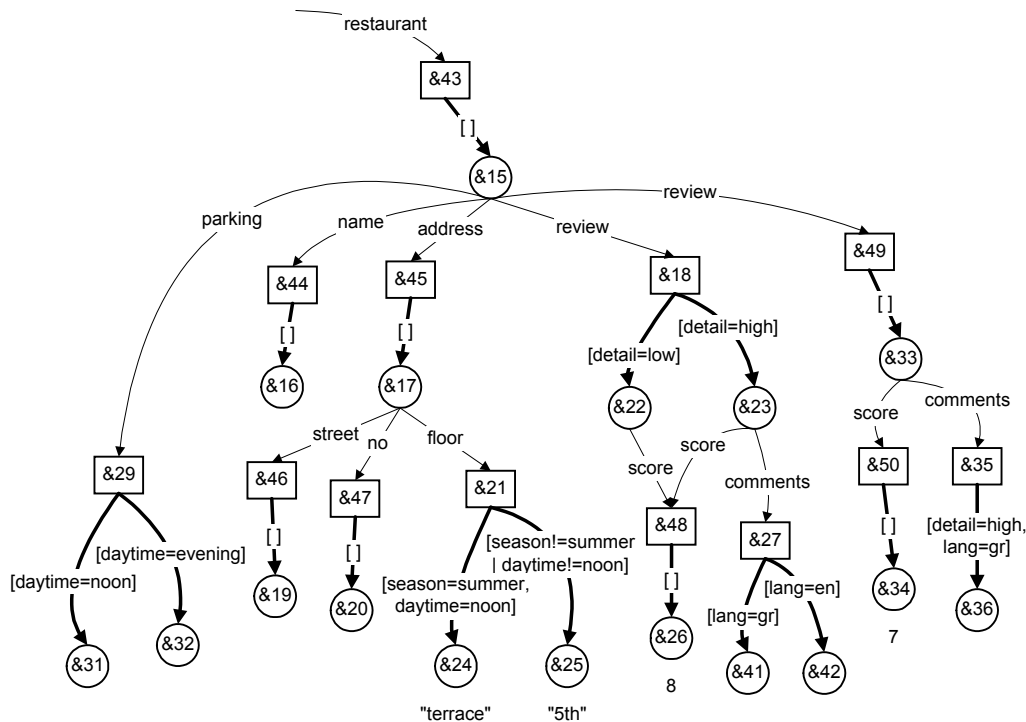 restaurant
&43
[ ]
&15
parking
name
address
review
review
&44
&45
&18
&49
[ ]
[ ]
[detail=low]
[detail=high]
[ ]
&16
&17
&22
&23
&33
street
no
floor
score
score
comments
score
comments
&29
&46
&47
&21
&48
&27
&50
&35
[daytime=noon]
[daytime=evening]
[ ]
[ ]
[season=summer,
daytime=noon]
[season!=summer
| daytime!=noon]
[ ]
[lang=gr]
[lang=en]
[ ]
[detail=high,
lang=gr]
&31
&32
&19
&20
&24
&25
&26
&41
&42
&34
&36
"terrace"
"5th"
8
7